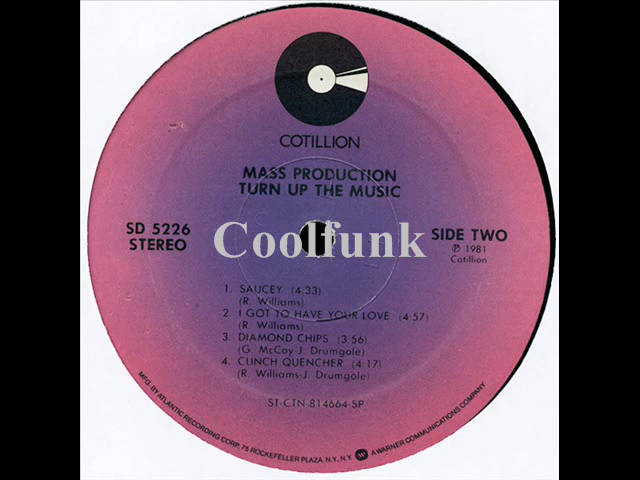 COTILLION
MASS PRODUCTION
TURN UP THE MUSIC
SD 5226
STEREO
Coolfunk
SIDE TWO
℗ 1981
Cotillion
1. SAUCEY (4:33)
(R. Williams)
2. I GOT TO HAVE YOUR LOVE (4:57)
(R. Williams)
3. DIAMOND CHIPS (3:56)
(G. McCoy-J. Drumgole)
4. CLINCH QUENCHER (4:17)
(R. Williams-J. Drumgole)
ST-CTN-814664-SP
MFG. BY ATLANTIC RECORDING CORP., 75 ROCKEFELLER PLAZA, N.Y., N.Y. A WARNER COMMUNICATIONS COMPANY